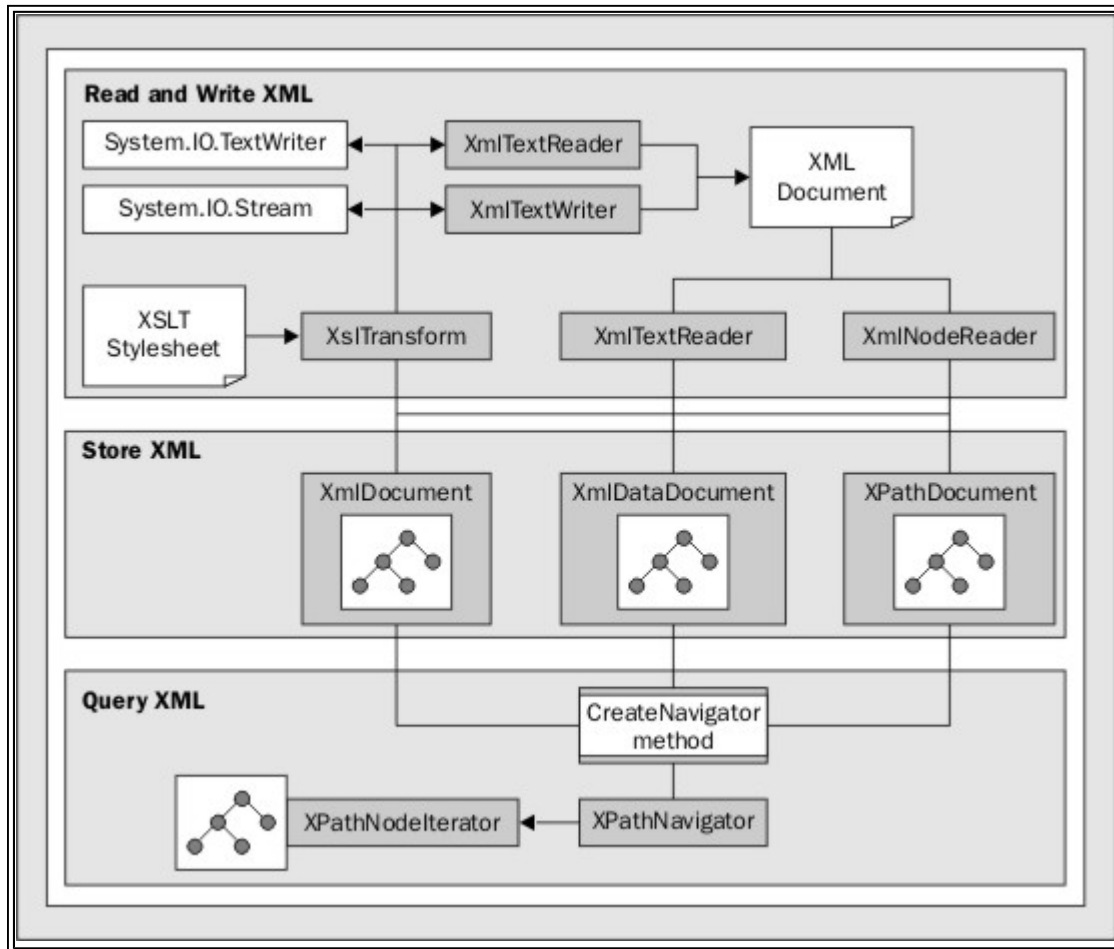 Read and Write XML
System.IO.TextWriter
XmlTextReader
XML
Document
System.IO.Stream
XmlTextWriter
XSLT
Stylesheet
XslTransform
XmlTextReader
XmlNodeReader
Store XML
XmlDocument
XmlDataDocument
XPathDocument
Query XML
CreateNavigator
method
XPathNodeIterator
XPathNavigator